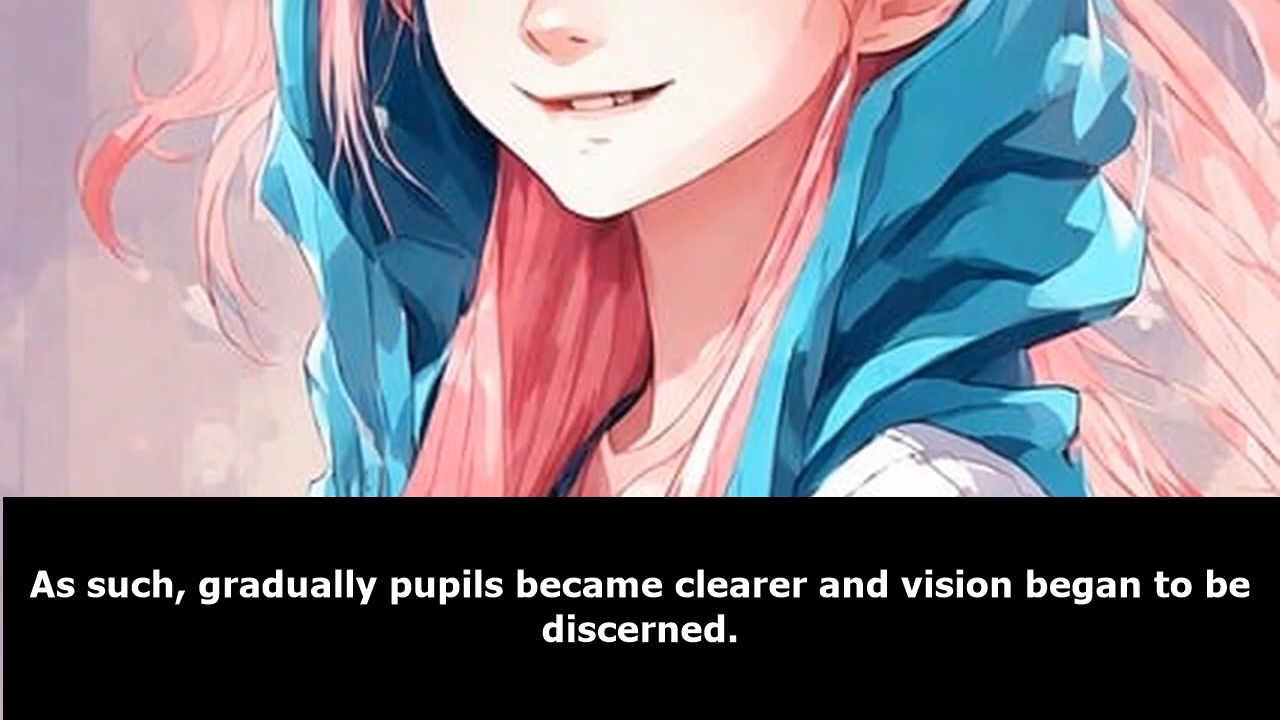 As such, gradually pupils became clearer and vision began to be
discerned.